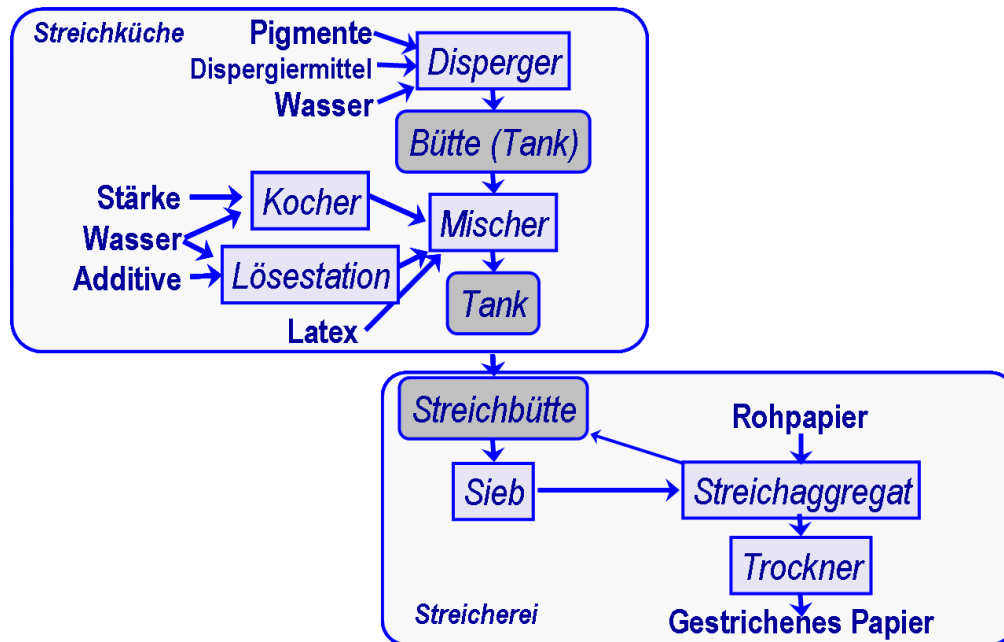 Streichküche
Pigmente
Dispergiermittel
Wasser
Disperger
Bütte (Tank)
Stärke
Wasser
Additive
Kocher
Lösestation
Latex
Mischer
Tank
Streichbütte
Rohpapier
Sieb
Streichaggregat
Trockner
Streicherei
Gestrichenes Papier